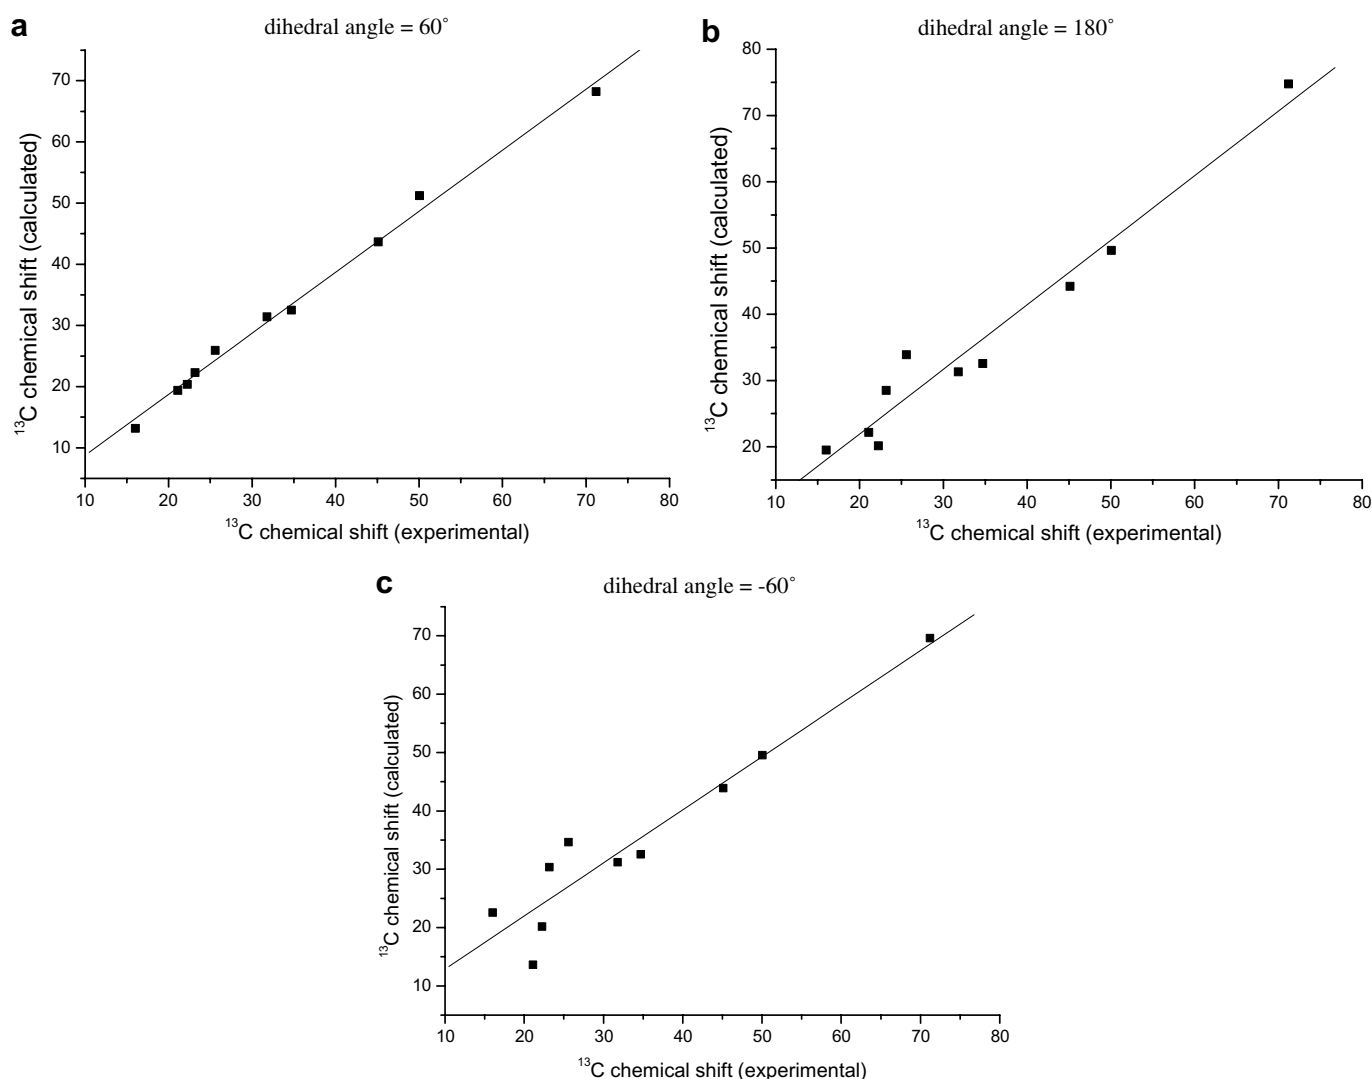 a
dihedral angle = 60°
70
60
50
40
30
20
10
13C chemical shift (calculated)
10 20 30 40 50 60 70 80
13C chemical shift (experimental)
b
dihedral angle = 180°
80
70
60
50
40
30
20
13C chemical shift (calculated)
10 20 30 40 50 60 70 80
13C chemical shift (experimental)
c
dihedral angle = -60°
70
60
50
40
30
20
10
13C chemical shift (calculated)
10 20 30 40 50 60 70 80
13C chemical shift (experimental)